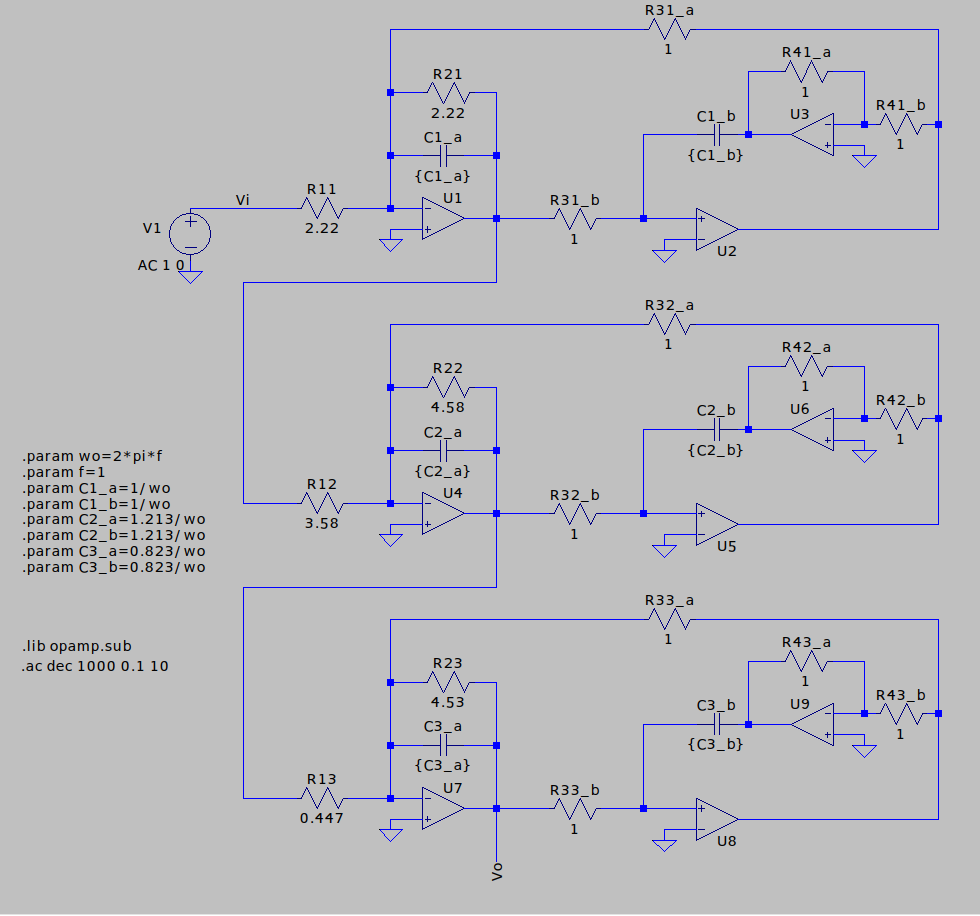 R31_a
1
R41_a
1
R21
2.22
C1_b
{C1_b}
U3
R41_b
1
C1_a
{C1_a}
Vi
R11
2.22
U1
R31_b
1
V1
AC 1 0
U2
R32_a
1
R42_a
1
R22
4.58
C2_b
{C2_b}
U6
R42_b
1
C2_a
{C2_a}
R12
3.58
U4
R32_b
1
U5
.param wo=2*pi*f
.param f=1
.param C1_a=1/wo
.param C1_b=1/wo
.param C2_a=1.213/wo
.param C2_b=1.213/wo
.param C3_a=0.823/wo
.param C3_b=0.823/wo
R33_a
1
R43_a
1
.lib opamp.sub
.ac dec 1000 0.1 10
R23
4.53
C3_b
{C3_b}
U9
R43_b
1
C3_a
{C3_a}
R13
0.447
U7
R33_b
1
U8
Vo